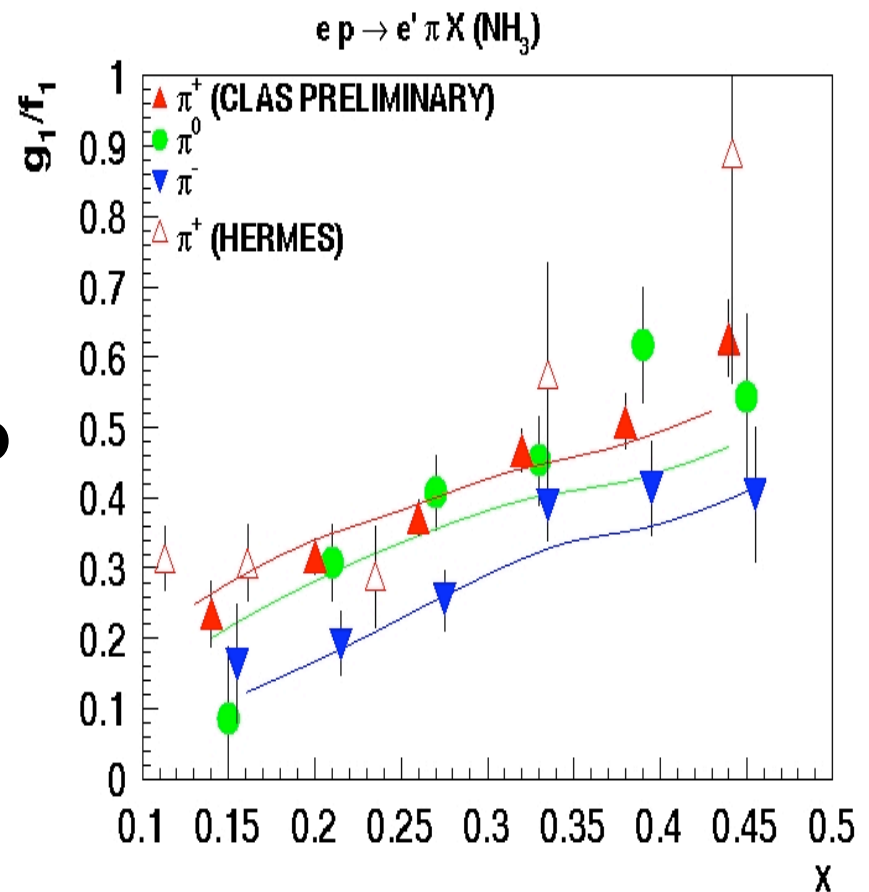 e p → e' π X (NH₃)
g₁/f₁
π⁺ (CLAS PRELIMINARY)
π⁰
π⁻
π⁺ (HERMES)
1
0.9
0.8
0.7
0.6
0.5
0.4
0.3
0.2
0.1
0
0.1 0.15 0.2 0.25 0.3 0.35 0.4 0.45 0.5
x